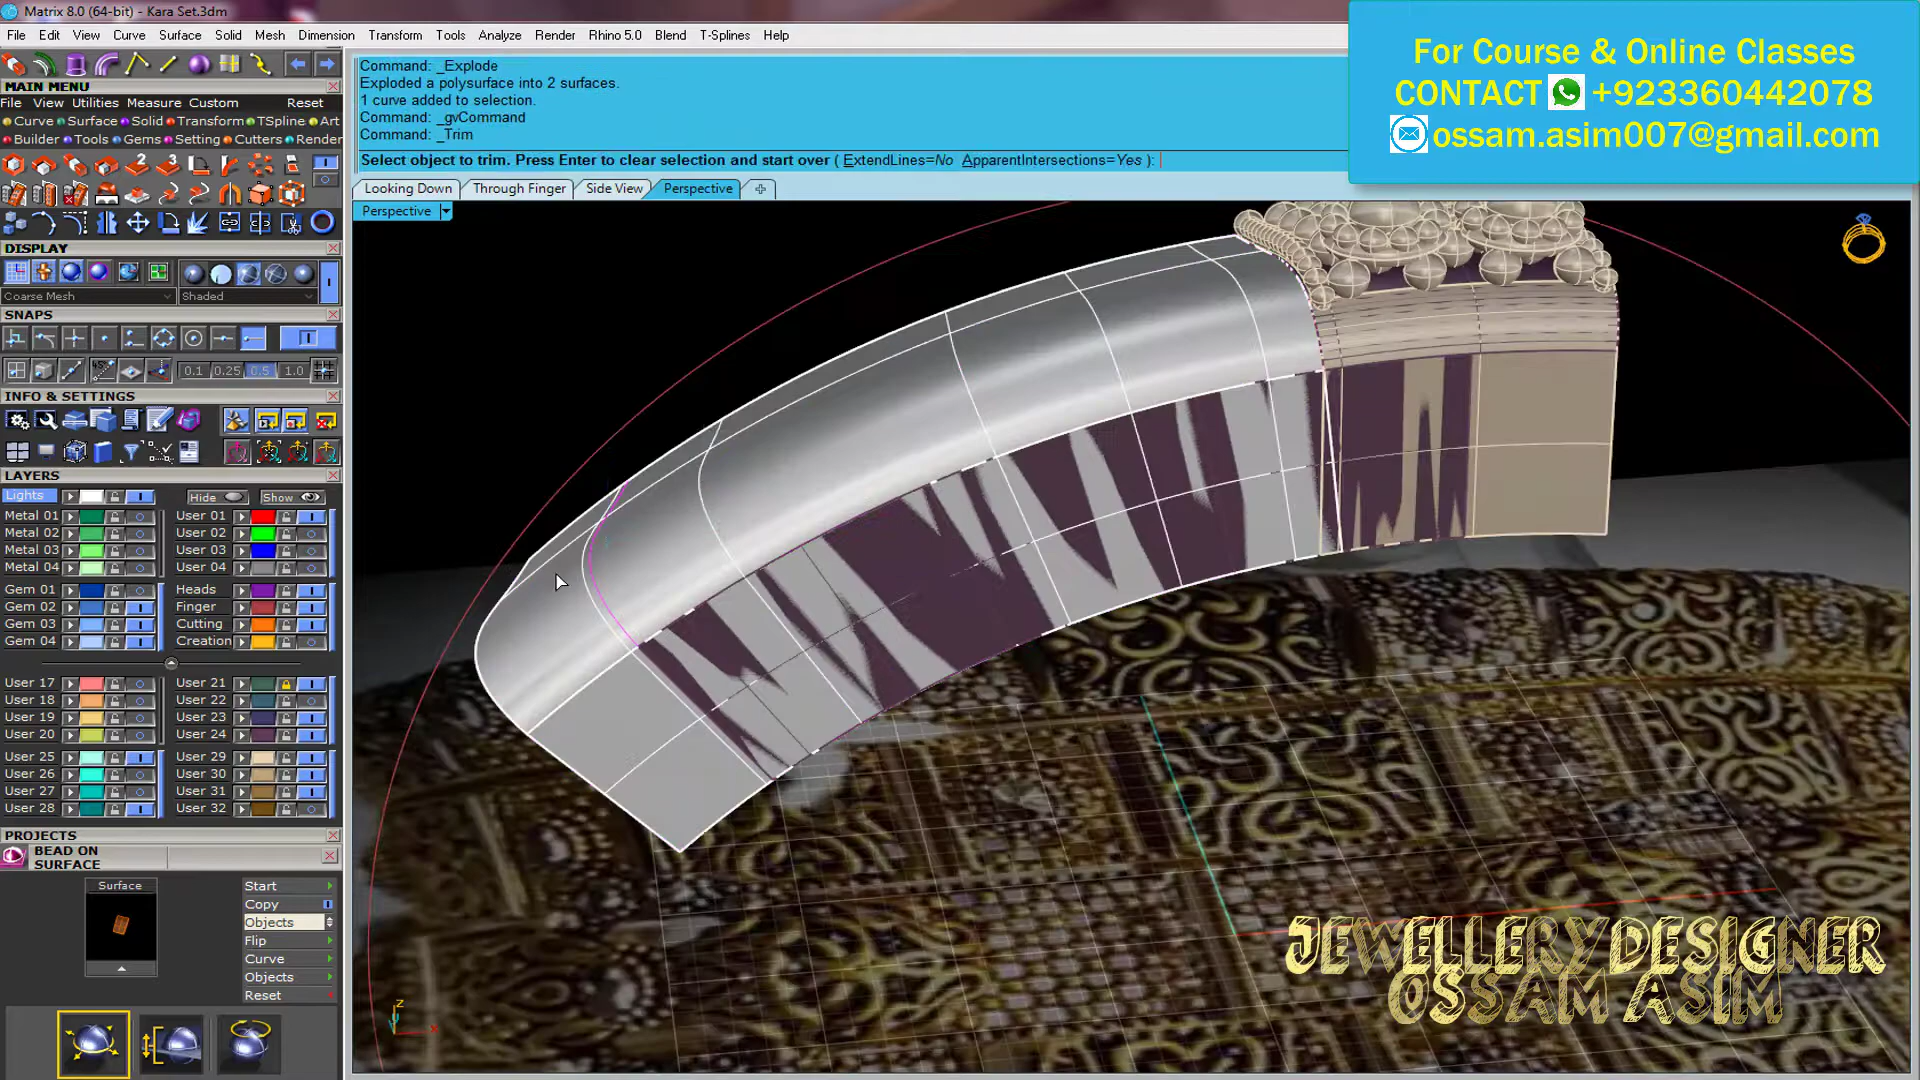 Matrix 8.0 (64-bit) - Kara Set.3dm
File Edit View Curve Surface Solid Mesh Dimension Transform Tools Analyze Render Rhino 5.0 Blend T-Splines Help
For Course & Online Classes
CONTACT +923360442078
ossam.asim007@gmail.com
Command: _Explode
Exploded a polysurface into 2 surfaces.
1 curve added to selection.
Command: _gvCommand
Command: _Trim
Select object to trim. Press Enter to clear selection and start over ( ExtendLines=No ApparentIntersections=Yes ):
Looking Down Through Finger Side View Perspective
Perspective
MAIN MENU
File View Utilities Measure Custom Reset
Curve Surface Solid Transform TSpline Art
Builder Tools Gems Setting Cutters Render
DISPLAY
Coarse Mesh Shaded
SNAPS
0.1 0.25 0.5 1.0
INFO & SETTINGS
LAYERS
Lights Hide Show
Metal 01 User 01
Metal 02 User 02
Metal 03 User 03
Metal 04 User 04
Gem 01 Heads
Gem 02 Finger
Gem 03 Cutting
Gem 04 Creation
User 17 User 21
User 18 User 22
User 19 User 23
User 20 User 24
User 25 User 29
User 26 User 30
User 27 User 31
User 28 User 32
PROJECTS
BEAD ON
SURFACE
Surface
Start
Copy
Objects
Flip
Curve
Objects
Reset
z
y
x
JEWELLERY DESIGNER
OSSAM ASIM